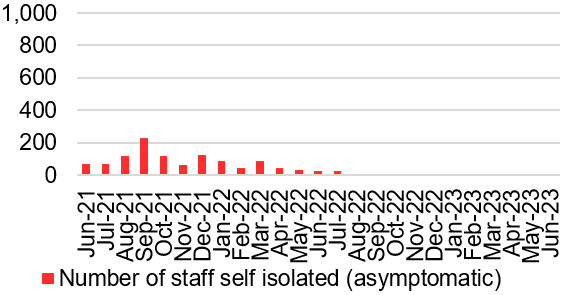 1,000
800
600
400
200
0
Jun-21
Jul-21
Aug-21
Sep-21
Oct-21
Nov-21
Dec-21
Jan-22
Feb-22
Mar-22
Apr-22
May-22
Jun-22
Jul-22
Aug-22
Sep-22
Oct-22
Nov-22
Dec-22
Jan-23
Feb-23
Mar-23
Apr-23
May-23
Jun-23
Number of staff self isolated (asymptomatic)